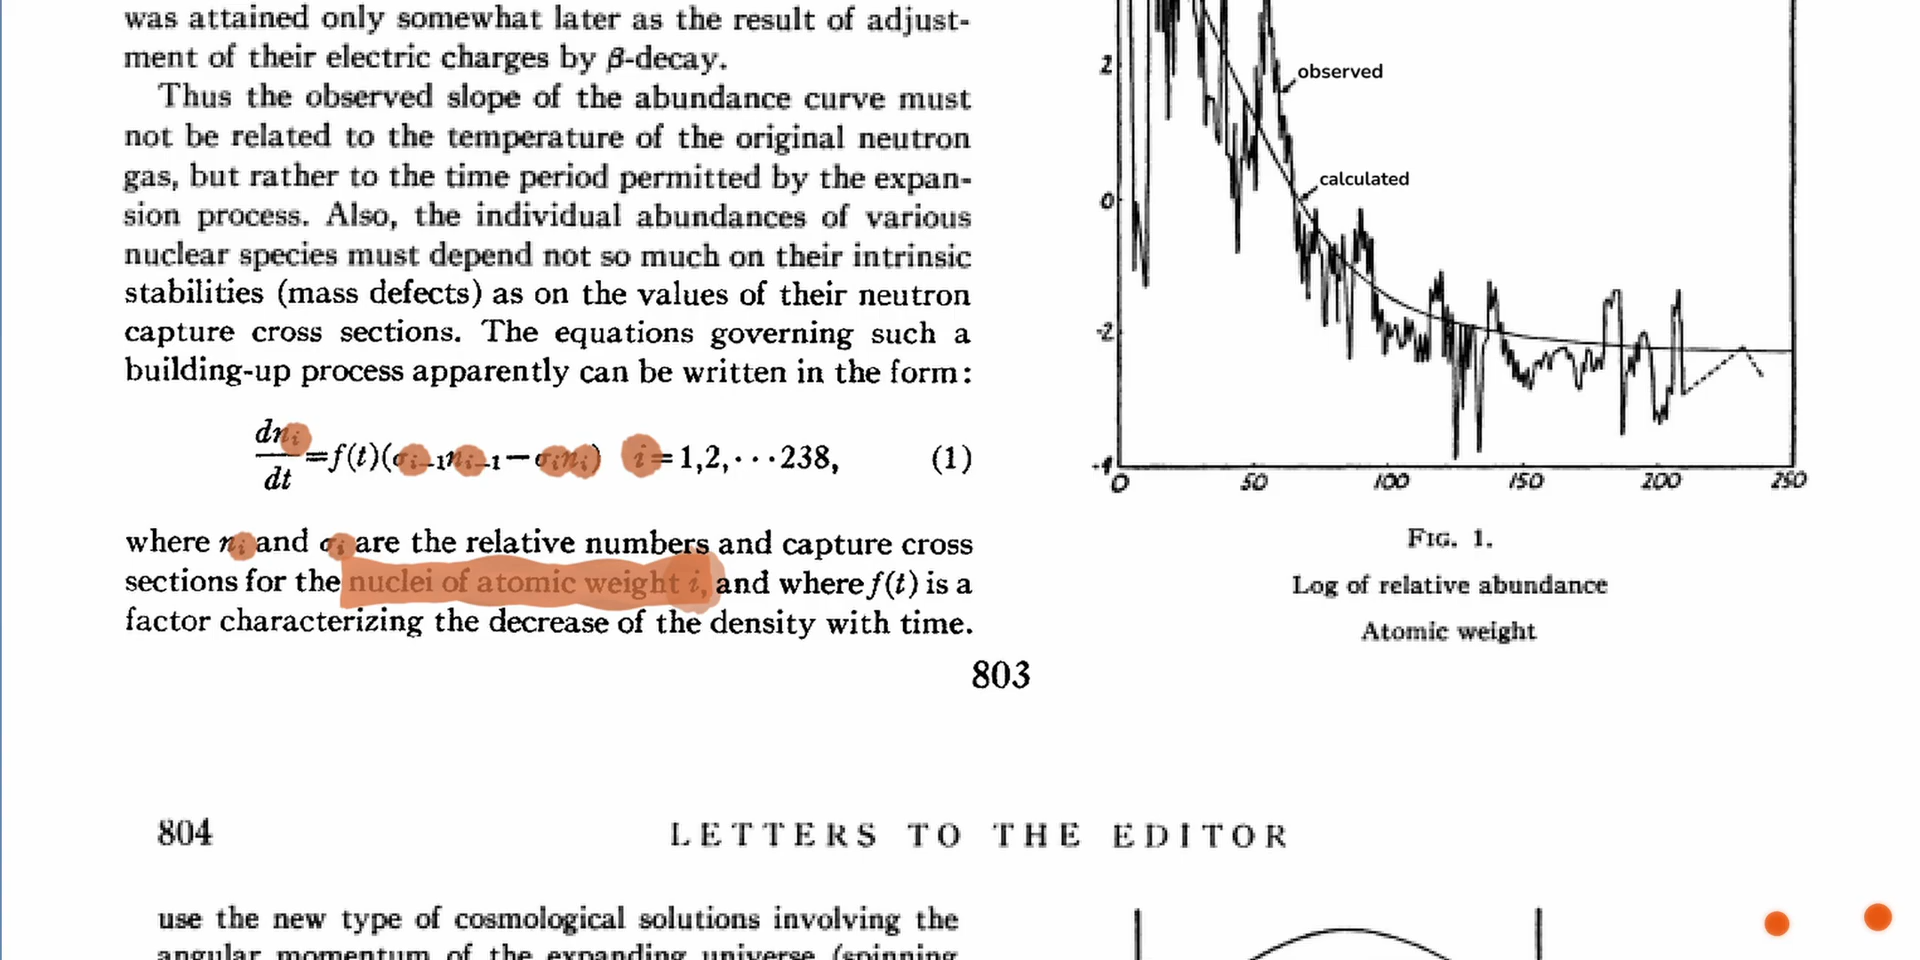 was attained only somewhat later as the result of adjust-
ment of their electric charges by β-decay.
Thus the observed slope of the abundance curve must
not be related to the temperature of the original neutron
gas, but rather to the time period permitted by the expan-
sion process. Also, the individual abundances of various
nuclear species must depend not so much on their intrinsic
stabilities (mass defects) as on the values of their neutron
capture cross sections. The equations governing such a
building-up process apparently can be written in the form:
dnᵢ/dt=f(t)(σᵢ₋₁nᵢ₋₁−σᵢnᵢ) i=1,2,···238, (1)
where nᵢ and σᵢ are the relative numbers and capture cross
sections for the nuclei of atomic weight i, and where f(t) is a
factor characterizing the decrease of the density with time.
2
0
-2
-4
0 50 100 150 200 250
observed
calculated
FIG. 1.
Log of relative abundance
Atomic weight
803
804 LETTERS TO THE EDITOR
use the new type of cosmological solutions involving the
angular momentum of the expanding universe (spinning